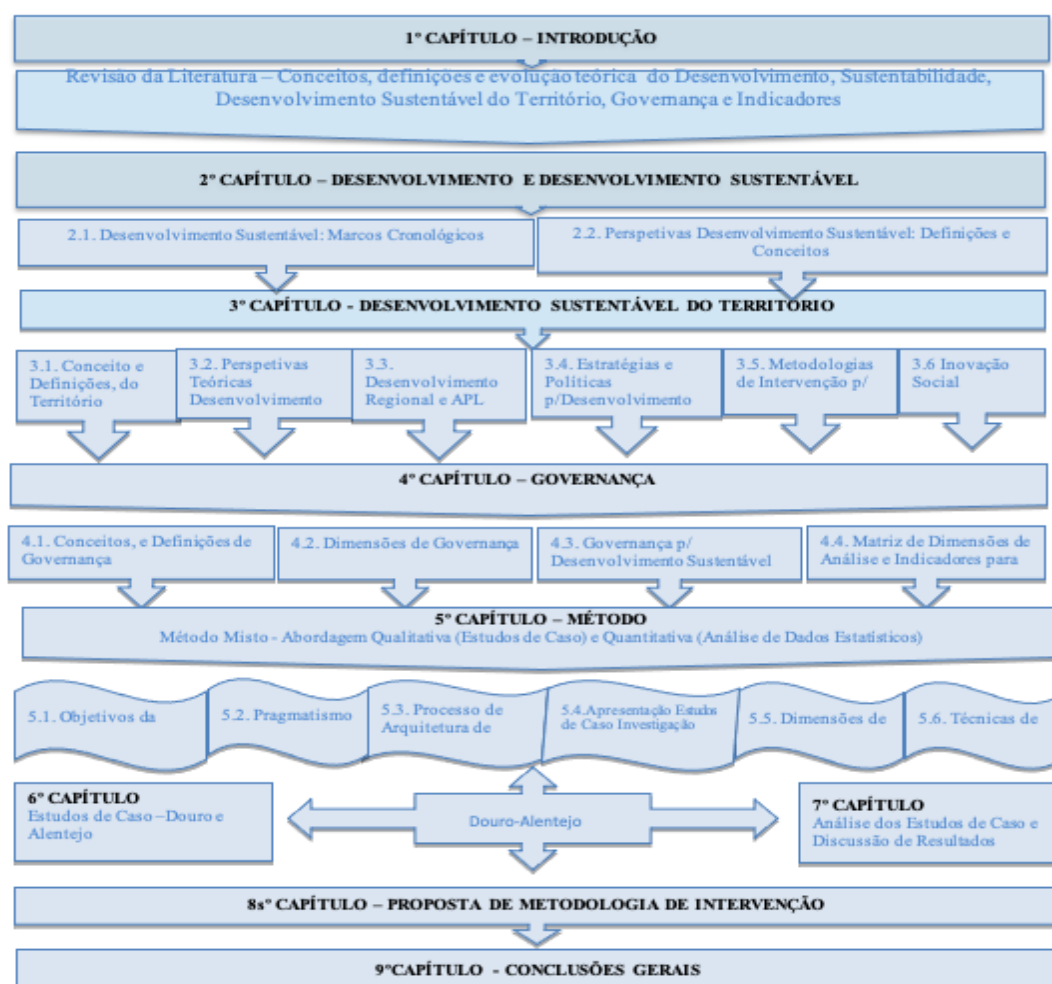 1º CAPÍTULO – INTRODUÇÃO
Revisão da Literatura – Conceitos, definições e evolução teórica do Desenvolvimento, Sustentabilidade,
Desenvolvimento Sustentável do Território, Governança e Indicadores
2º CAPÍTULO – DESENVOLVIMENTO E DESENVOLVIMENTO SUSTENTÁVEL
2.1. Desenvolvimento Sustentável: Marcos Cronológicos
2.2. Perspetivas Desenvolvimento Sustentável: Definições e
Conceitos
3º CAPÍTULO - DESENVOLVIMENTO SUSTENTÁVEL DO TERRITÓRIO
3.1. Conceito e
Definições, do
Território
3.2. Perspetivas
Teóricas
Desenvolvimento
3.3.
Desenvolvimento
Regional e APL
3.4. Estratégias e
Políticas
p/Desenvolvimento
3.5. Metodologias
de Intervenção p/
3.6 Inovação
Social
4º CAPÍTULO – GOVERNANÇA
4.1. Conceitos, e Definições de
Governança
4.2. Dimensões de Governança
4.3. Governança p/
Desenvolvimento Sustentável
4.4. Matriz de Dimensões de
Análise e Indicadores para
5º CAPÍTULO – MÉTODO
Método Misto - Abordagem Qualitativa (Estudos de Caso) e Quantitativa (Análise de Dados Estatísticos)
5.1. Objetivos da
5.2. Pragmatismo
5.3. Processo de
Arquitetura de
5.4.Apresentação Estudos
de Caso Investigação
5.5. Dimensões de
5.6. Técnicas de
6º CAPÍTULO
Estudos de Caso –Douro e
Alentejo
Douro-Alentejo
7º CAPÍTULO
Análise dos Estudos de Caso e
Discussão de Resultados
8sº CAPÍTULO – PROPOSTA DE METODOLOGIA DE INTERVENÇÃO
9ºCAPÍTULO - CONCLUSÕES GERAIS